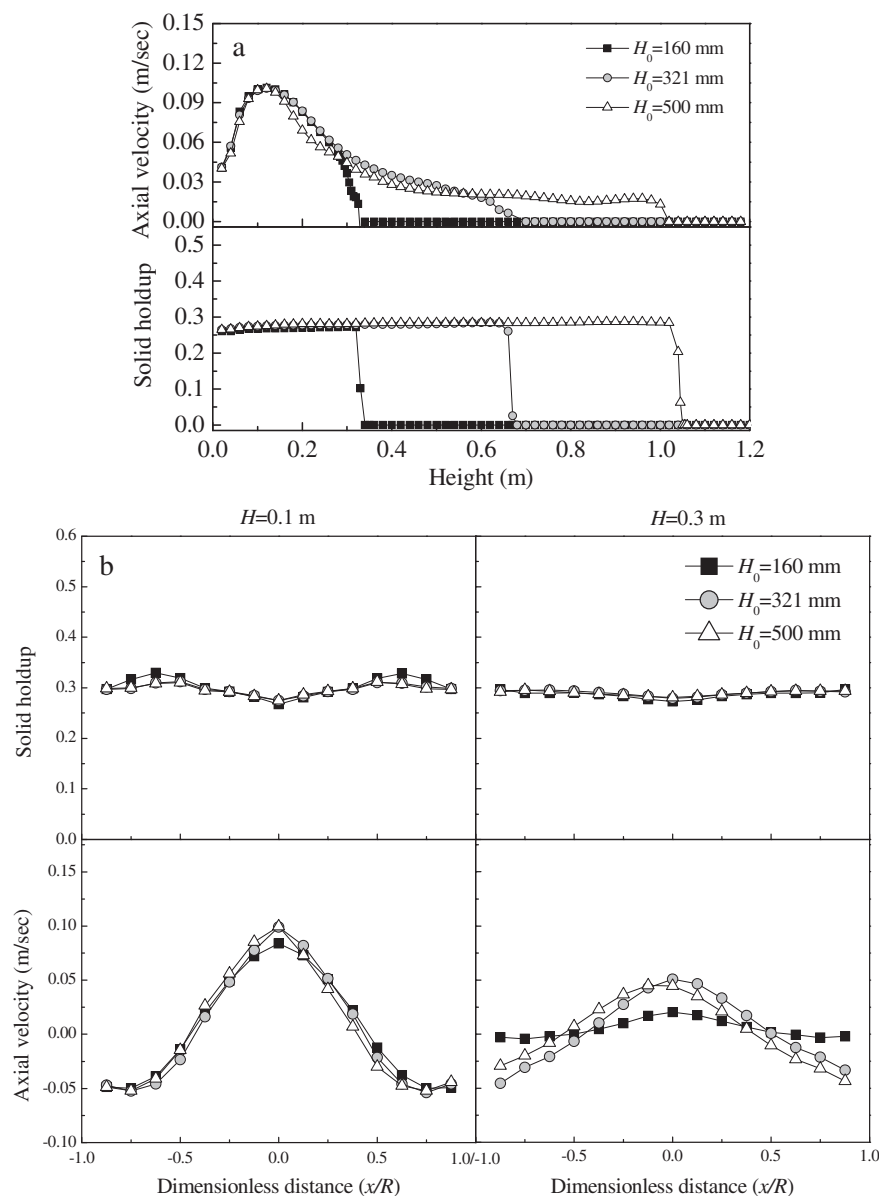 a
Axial velocity (m/sec)
0.15
0.12
0.09
0.06
0.03
0.00
H0=160 mm
H0=321 mm
H0=500 mm
Solid holdup
0.5
0.4
0.3
0.2
0.1
0.0
0.0 0.2 0.4 0.6 0.8 1.0 1.2
Height (m)
H=0.1 m
H=0.3 m
b
Solid holdup
0.6
0.5
0.4
0.3
0.2
0.1
0.0
H0=160 mm
H0=321 mm
H0=500 mm
Axial velocity (m/sec)
0.15
0.10
0.05
0.00
-0.05
-0.10
-1.0 -0.5 0.0 0.5 1.0/-1.0 -0.5 0.0 0.5 1.0
Dimensionless distance (x/R)
Dimensionless distance (x/R)